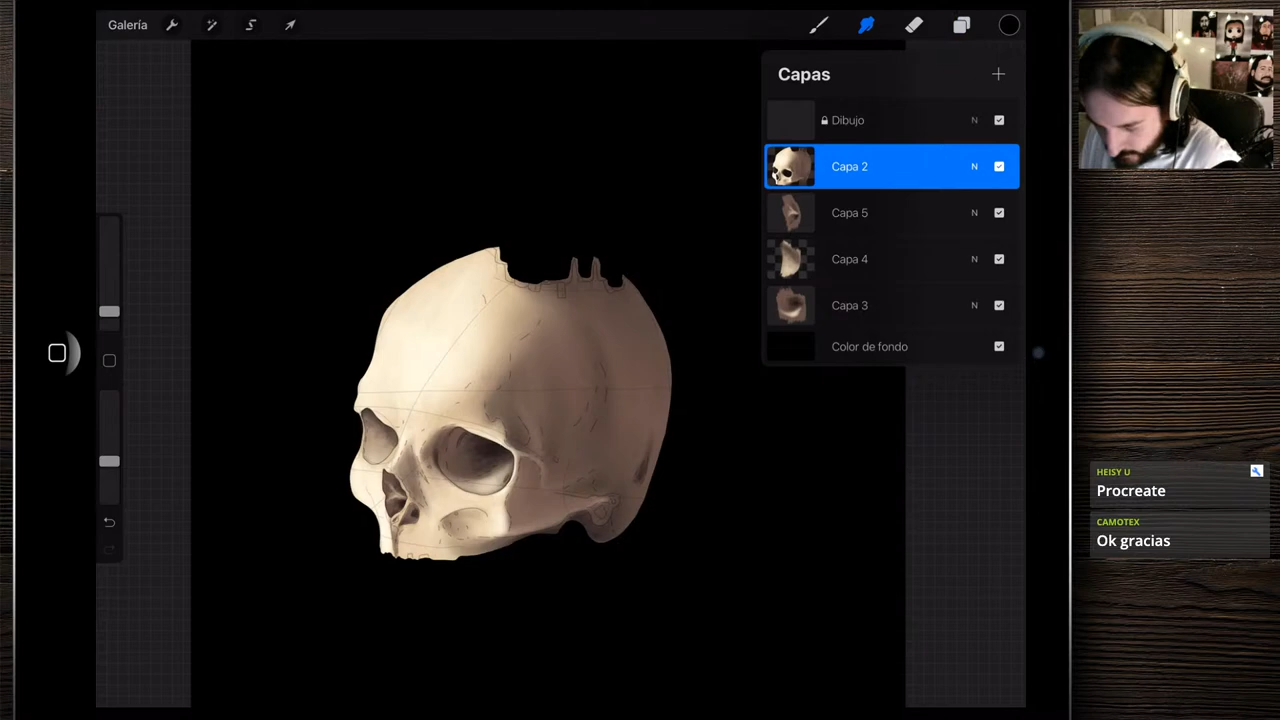 Galería
Capas
Dibujo N
Capa 2 N
Capa 5 N
Capa 4 N
Capa 3 N
Color de fondo
HEISY U
Procreate
CAMOTEX
Ok gracias